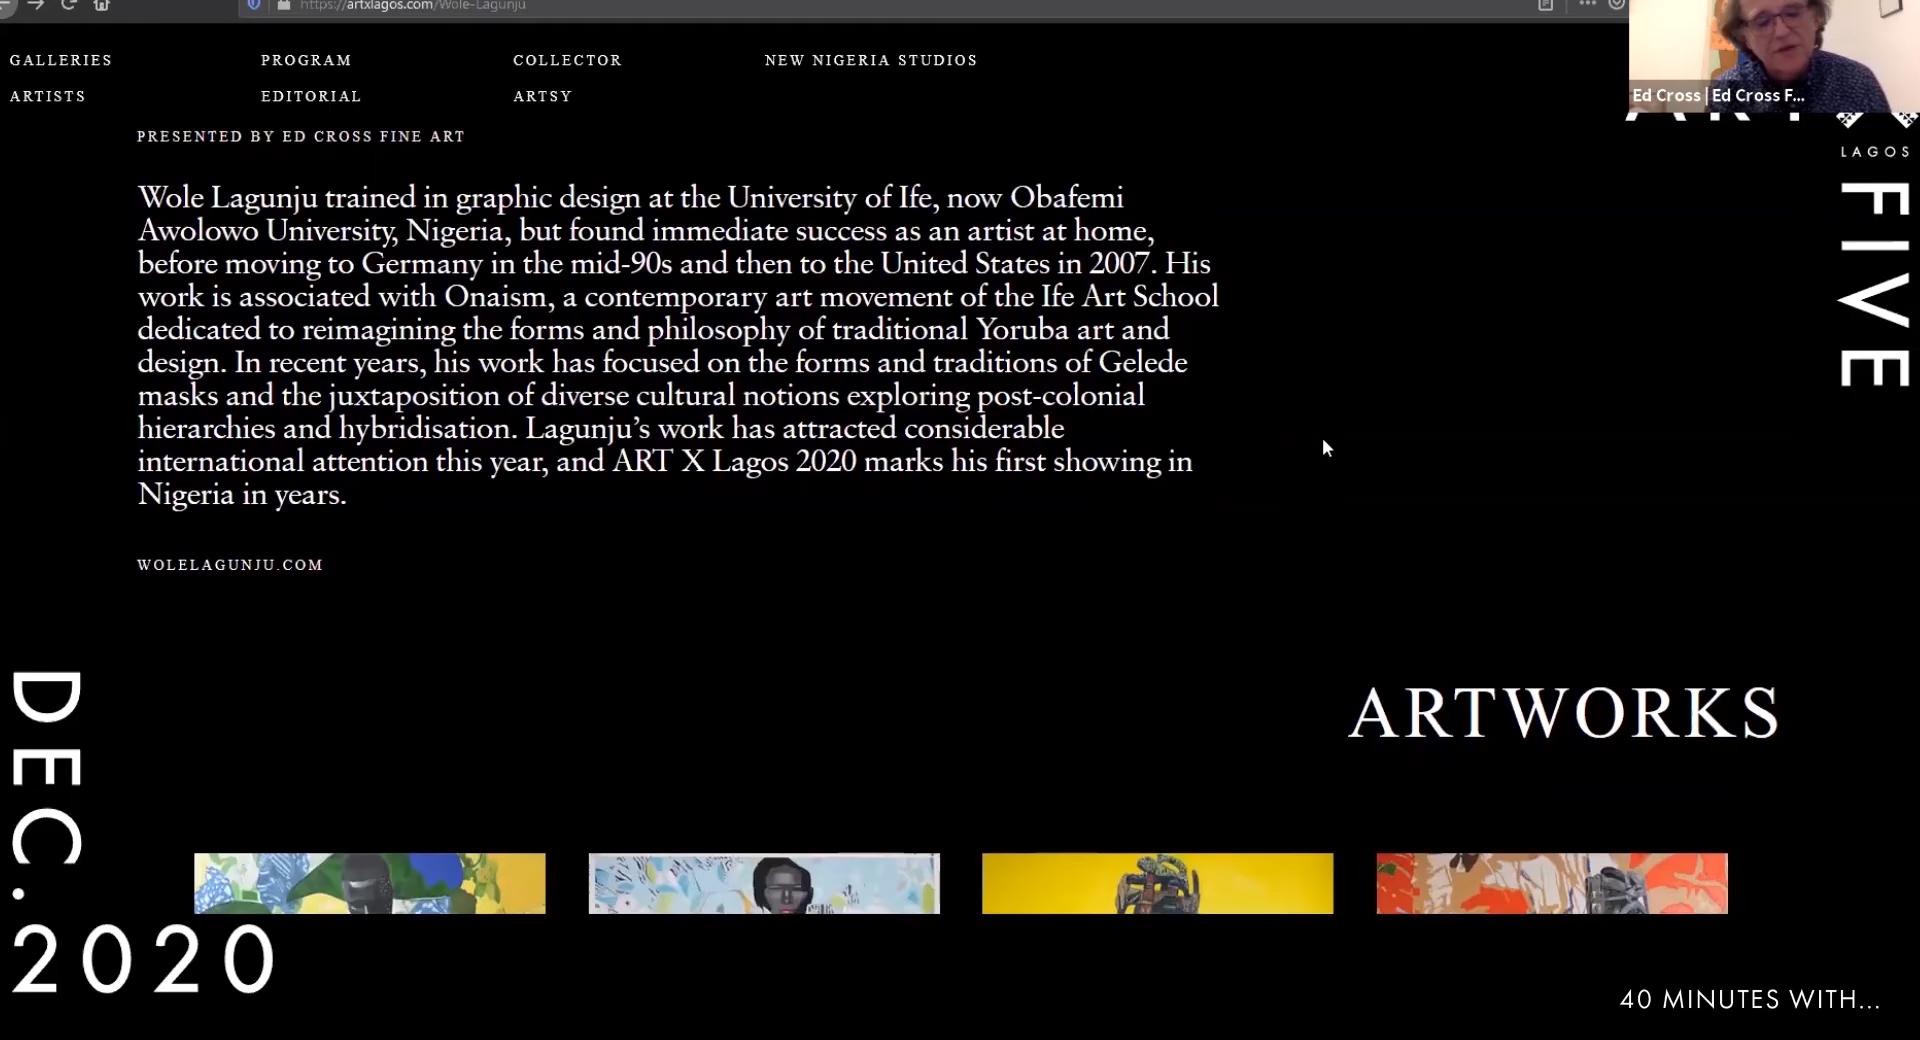 https://artxlagos.com/Wole-Lagunju
GALLERIES
PROGRAM
COLLECTOR
NEW NIGERIA STUDIOS
ARTISTS
EDITORIAL
ARTSY
Ed Cross | Ed Cross F...
LAGOS
FIVE
PRESENTED BY ED CROSS FINE ART
Wole Lagunju trained in graphic design at the University of Ife, now Obafemi
Awolowo University, Nigeria, but found immediate success as an artist at home,
before moving to Germany in the mid-90s and then to the United States in 2007. His
work is associated with Onaism, a contemporary art movement of the Ife Art School
dedicated to reimagining the forms and philosophy of traditional Yoruba art and
design. In recent years, his work has focused on the forms and traditions of Gelede
masks and the juxtaposition of diverse cultural notions exploring post-colonial
hierarchies and hybridisation. Lagunju’s work has attracted considerable
international attention this year, and ART X Lagos 2020 marks his first showing in
Nigeria in years.
WOLELAGUNJU.COM
ARTWORKS
DEC.
2020
40 MINUTES WITH...